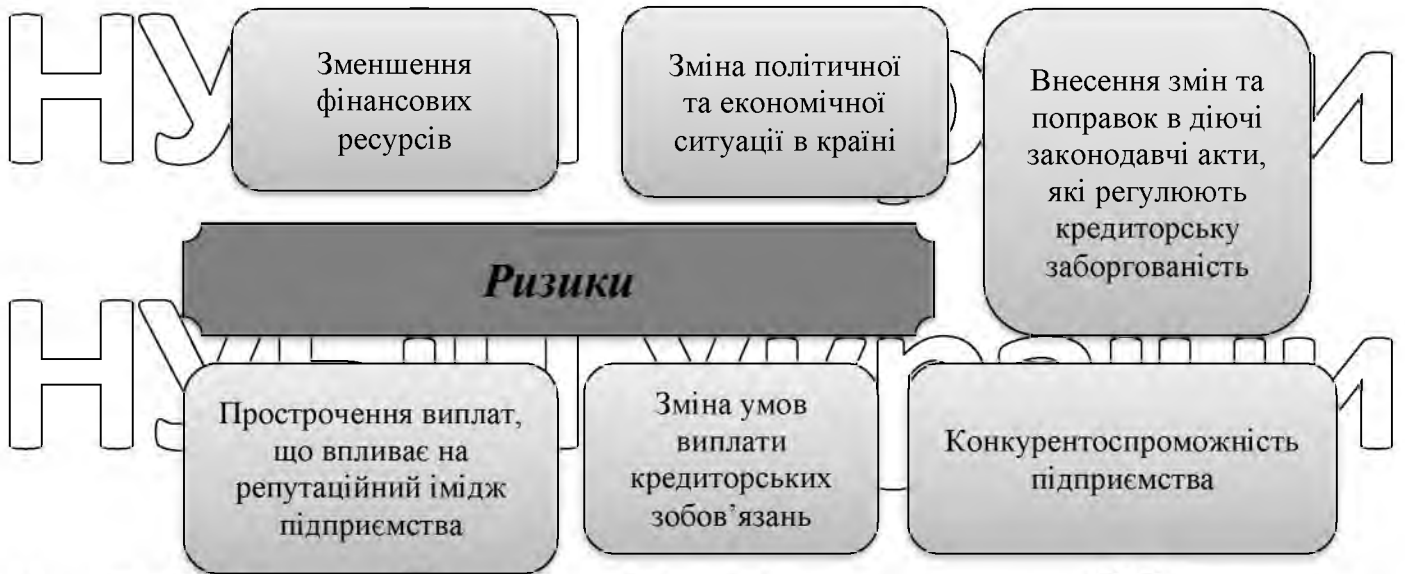 Зменшення
фінансових
ресурсів
Зміна політичної
та економічної
ситуації в країні
Внесення змін та
поправок в діючі
законодавчі акти,
які регулюють
кредиторську
заборгованість
Ризики
Прострочення виплат,
що впливає на
репутаційний імідж
підприємства
Зміна умов
виплати
кредиторських
зобов’язань
Конкурентоспроможність
підприємства